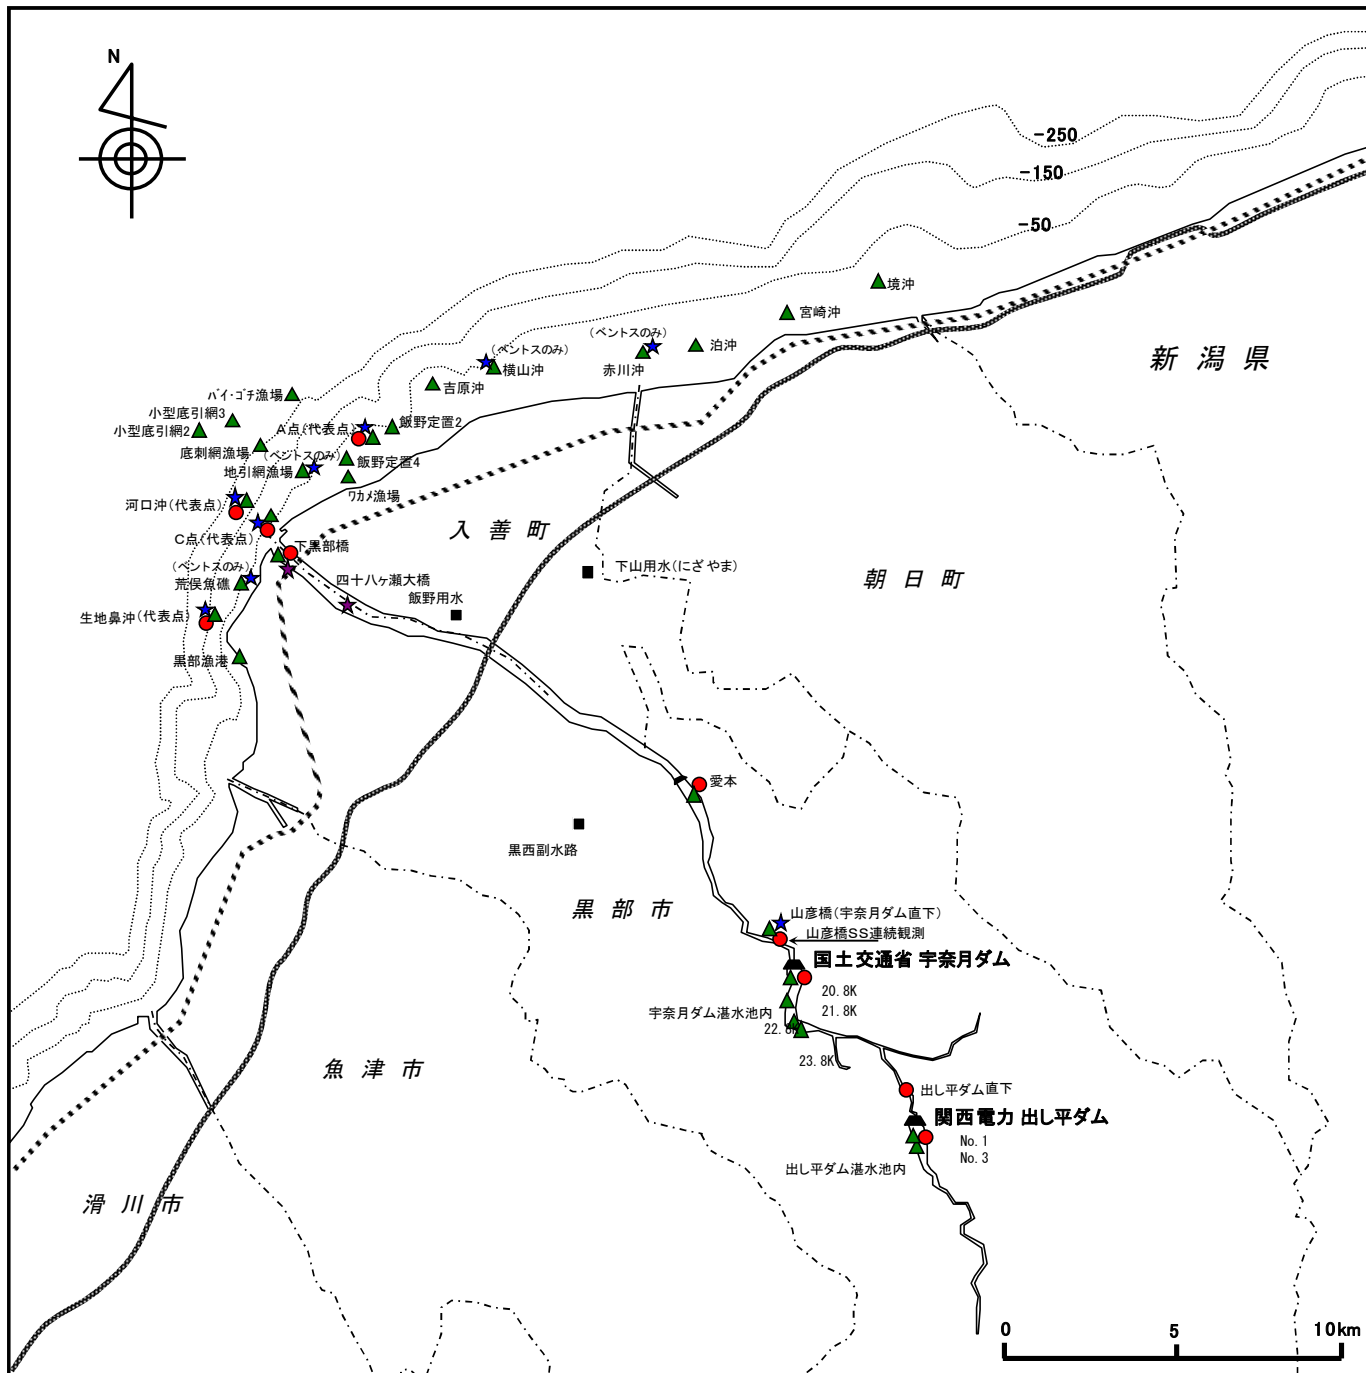 N
-250
-150
-50
境沖
宮崎沖
(ベントスのみ)
泊沖
赤川沖
新潟県
(ベントスのみ)
横山沖
吉原沖
バイ・ゴチ漁場
小型底引網3
小型底引網2
A点(代表点)
飯野定置2
底刺網漁場
(ベントスのみ)
飯野定置4
地引網漁場
ワカメ漁場
河口沖(代表点)
C点(代表点)
下黒部橋
入善町
(ベントスのみ)
荒俣魚礁
四十八ヶ瀬大橋
飯野用水
下山用水(にざやま)
朝日町
生地鼻沖(代表点)
黒部漁港
愛本
黒西副水路
黒部市
山彦橋(宇奈月ダム直下)
山彦橋SS連続観測
国土交通省 宇奈月ダム
20.8K
宇奈月ダム湛水池内
21.8K
22.8K
23.8K
魚津市
出し平ダム直下
関西電力 出し平ダム
No.1
No.3
出し平ダム湛水池内
滑川市
0 5 10km